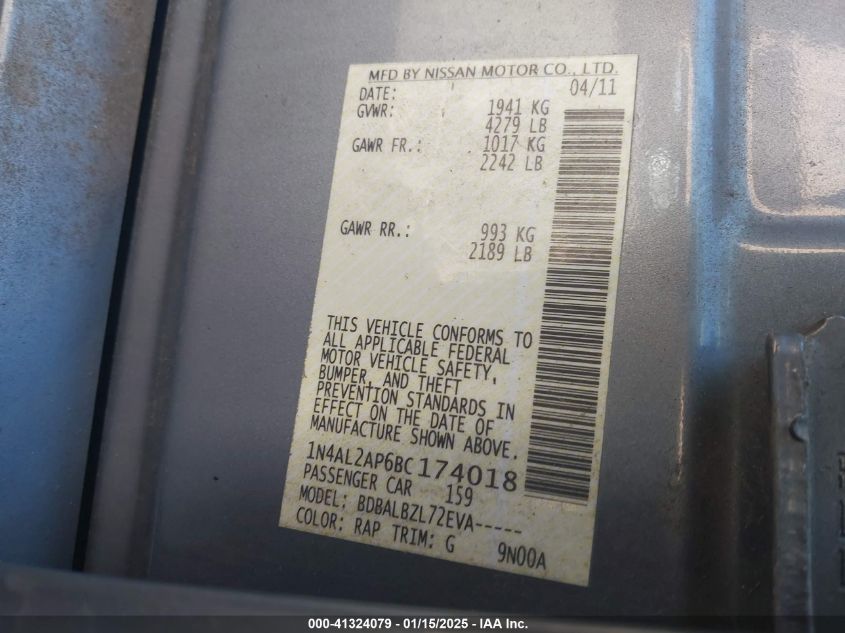 MFD BY NISSAN MOTOR CO., LTD.
DATE: 04/11
GVWR: 1941 KG
4279 LB
GAWR FR.: 1017 KG
2242 LB
GAWR RR.: 993 KG
2189 LB
THIS VEHICLE CONFORMS TO
ALL APPLICABLE FEDERAL
MOTOR VEHICLE SAFETY,
BUMPER, AND THEFT
PREVENTION STANDARDS IN
EFFECT ON THE DATE OF
MANUFACTURE SHOWN ABOVE.
1N4AL2AP6BC174018
PASSENGER CAR 159
MODEL: BDBALBZL72EVA-----
COLOR: RAP TRIM: G 9N00A
000-41324079 - 01/15/2025 - IAA Inc.